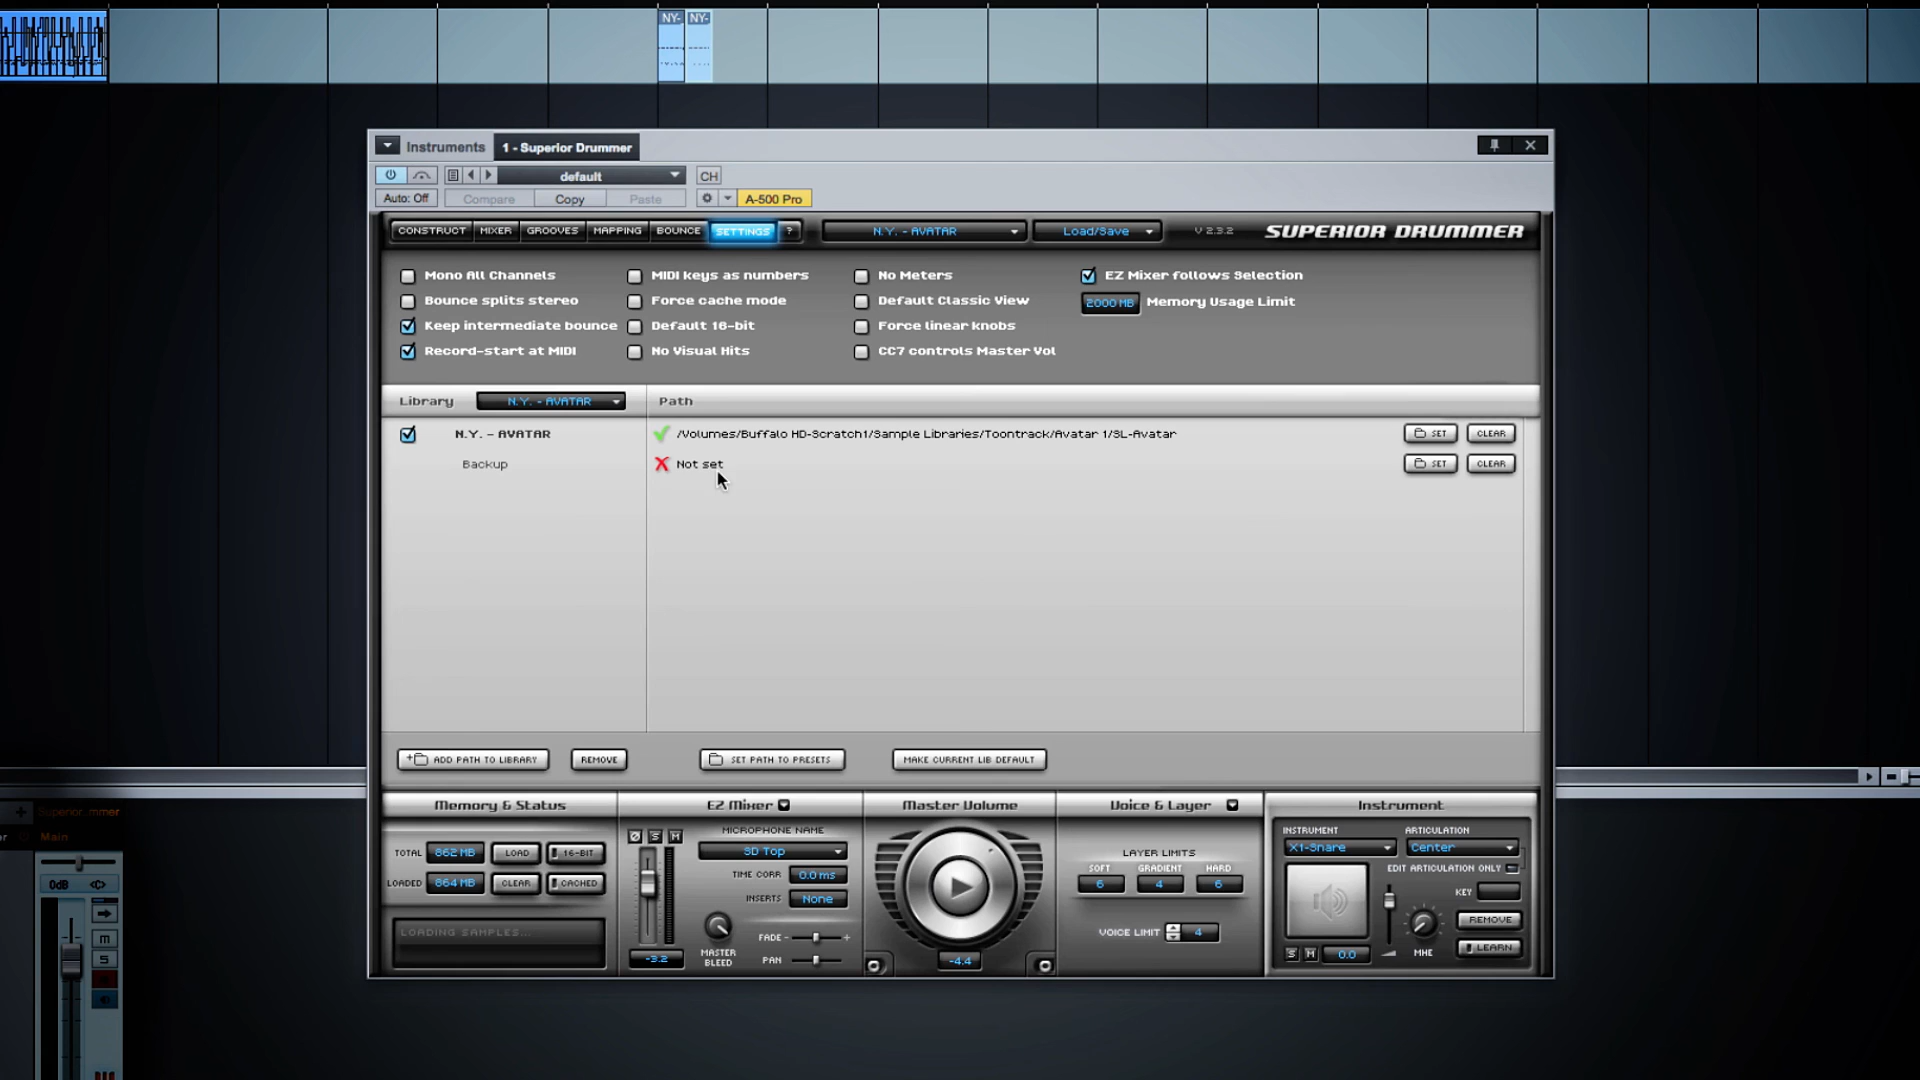 NY- NY-
Instruments 1 - Superior Drummer
default CH
Auto: Off Compare Copy Paste A-500 Pro
CONSTRUCT MIXER GROOVES MAPPING BOUNCE SETTINGS ? N.Y. - AVATAR Load/Save V 2.3.2 SUPERIOR DRUMMER
Mono All Channels MIDI keys as numbers No Meters EZ Mixer follows Selection
Bounce splits stereo Force cache mode Default Classic View 2000 MB Memory Usage Limit
Keep intermediate bounce Default 16-bit Force linear knobs
Record-start at MIDI No Visual Hits CC7 controls Master Vol
Library N.Y. - AVATAR Path
N.Y. - AVATAR /Volumes/Buffalo HD-Scratch1/Sample Libraries/Toontrack/Avatar 1/SL-Avatar SET CLEAR
Backup Not set SET CLEAR
+ ADD PATH TO LIBRARY REMOVE SET PATH TO PRESETS MAKE CURRENT LIB DEFAULT
Memory & Status EZ Mixer Master Volume Voice & Layer Instrument
TOTAL 862 MB LOAD 16-BIT
LOADED 864 MB CLEAR CACHED
LOADING SAMPLES...
S M
MICROPHONE NAME
SD Top
TIME CORR 0.0 ms
INSERTS None
FADE - +
PAN
MASTER BLEED
-3.2
-4.4
LAYER LIMITS
SOFT GRADIENT HARD
6 4 6
VOICE LIMIT 4
INSTRUMENT ARTICULATION
X1-Snare Center
EDIT ARTICULATION ONLY
KEY
REMOVE
LEARN
S M 0.0 MHE
Main
0dB <C>
M
S